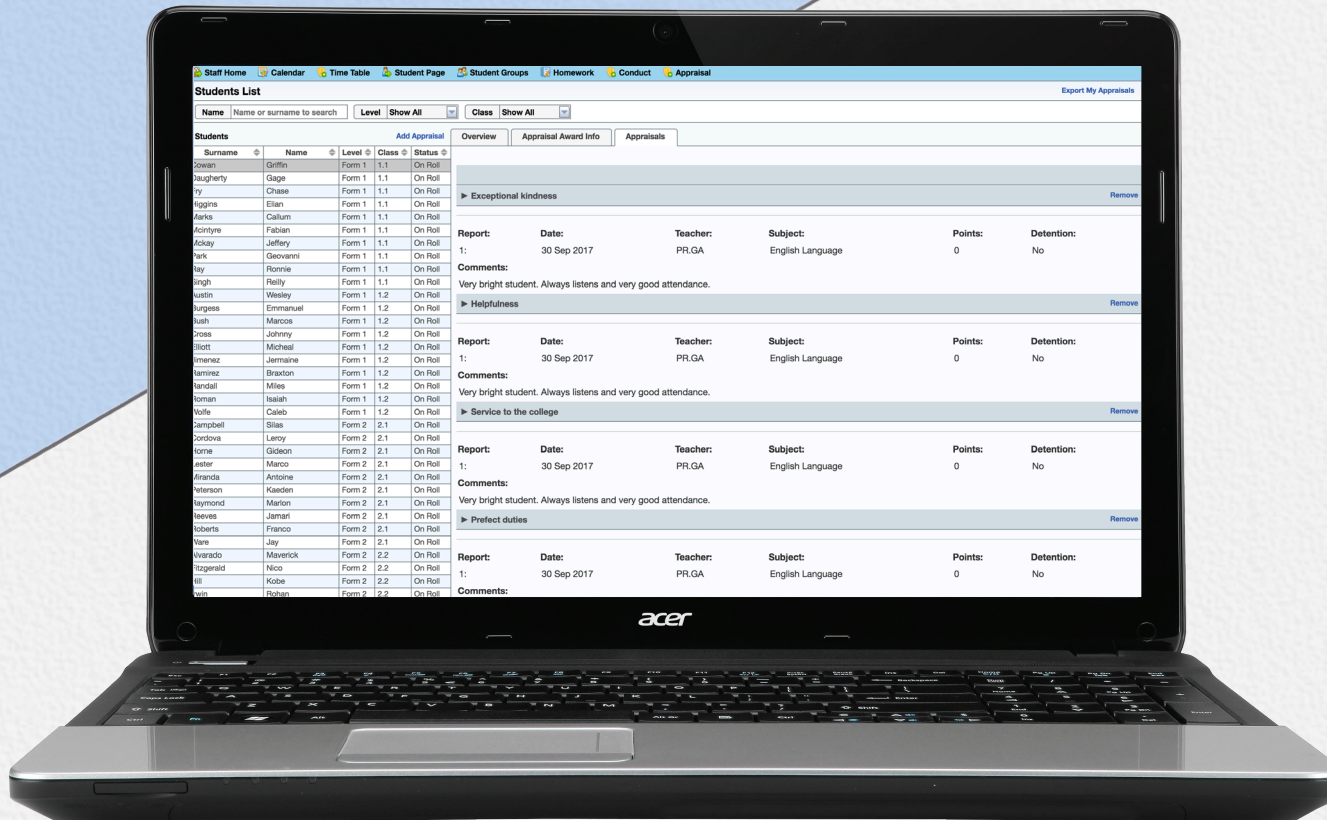 Staff Home Calendar Time Table Student Page Student Groups Homework Conduct Appraisal
Students List Export My Appraisals
Name Name or surname to search Level Show All Class Show All
Students Add Appraisal
Surname Name Level Class Status
Cowan Griffin Form 1 1.1 On Roll
Daugherty Gage Form 1 1.1 On Roll
Fry Chase Form 1 1.1 On Roll
Higgins Elian Form 1 1.1 On Roll
Marks Callum Form 1 1.1 On Roll
Mcintyre Fabian Form 1 1.1 On Roll
Mckay Jeffery Form 1 1.1 On Roll
Park Geovanni Form 1 1.1 On Roll
Ray Ronnie Form 1 1.1 On Roll
Singh Reilly Form 1 1.1 On Roll
Austin Wesley Form 1 1.2 On Roll
Burgess Emmanuel Form 1 1.2 On Roll
Bush Marcos Form 1 1.2 On Roll
Cross Johnny Form 1 1.2 On Roll
Elliott Micheal Form 1 1.2 On Roll
Jimenez Jermaine Form 1 1.2 On Roll
Ramirez Braxton Form 1 1.2 On Roll
Randall Miles Form 1 1.2 On Roll
Roman Isaiah Form 1 1.2 On Roll
Wolfe Caleb Form 1 1.2 On Roll
Campbell Silas Form 2 2.1 On Roll
Cordova Leroy Form 2 2.1 On Roll
Horne Gideon Form 2 2.1 On Roll
Lester Marco Form 2 2.1 On Roll
Miranda Antoine Form 2 2.1 On Roll
Peterson Kaeden Form 2 2.1 On Roll
Raymond Marlon Form 2 2.1 On Roll
Reeves Jamari Form 2 2.1 On Roll
Roberts Franco Form 2 2.1 On Roll
Ware Jay Form 2 2.1 On Roll
Alvarado Maverick Form 2 2.2 On Roll
Fitzgerald Nico Form 2 2.2 On Roll
Hill Kobe Form 2 2.2 On Roll
Irwin Rohan Form 2 2.2 On Roll
Overview Appraisal Award Info Appraisals
Exceptional kindness Remove
Report: Date: Teacher: Subject: Points: Detention:
1: 30 Sep 2017 PR.GA English Language 0 No
Comments:
Very bright student. Always listens and very good attendance.
Helpfulness Remove
Report: Date: Teacher: Subject: Points: Detention:
1: 30 Sep 2017 PR.GA English Language 0 No
Comments:
Very bright student. Always listens and very good attendance.
Service to the college Remove
Report: Date: Teacher: Subject: Points: Detention:
1: 30 Sep 2017 PR.GA English Language 0 No
Comments:
Very bright student. Always listens and very good attendance.
Prefect duties Remove
Report: Date: Teacher: Subject: Points: Detention:
1: 30 Sep 2017 PR.GA English Language 0 No
Comments:
acer